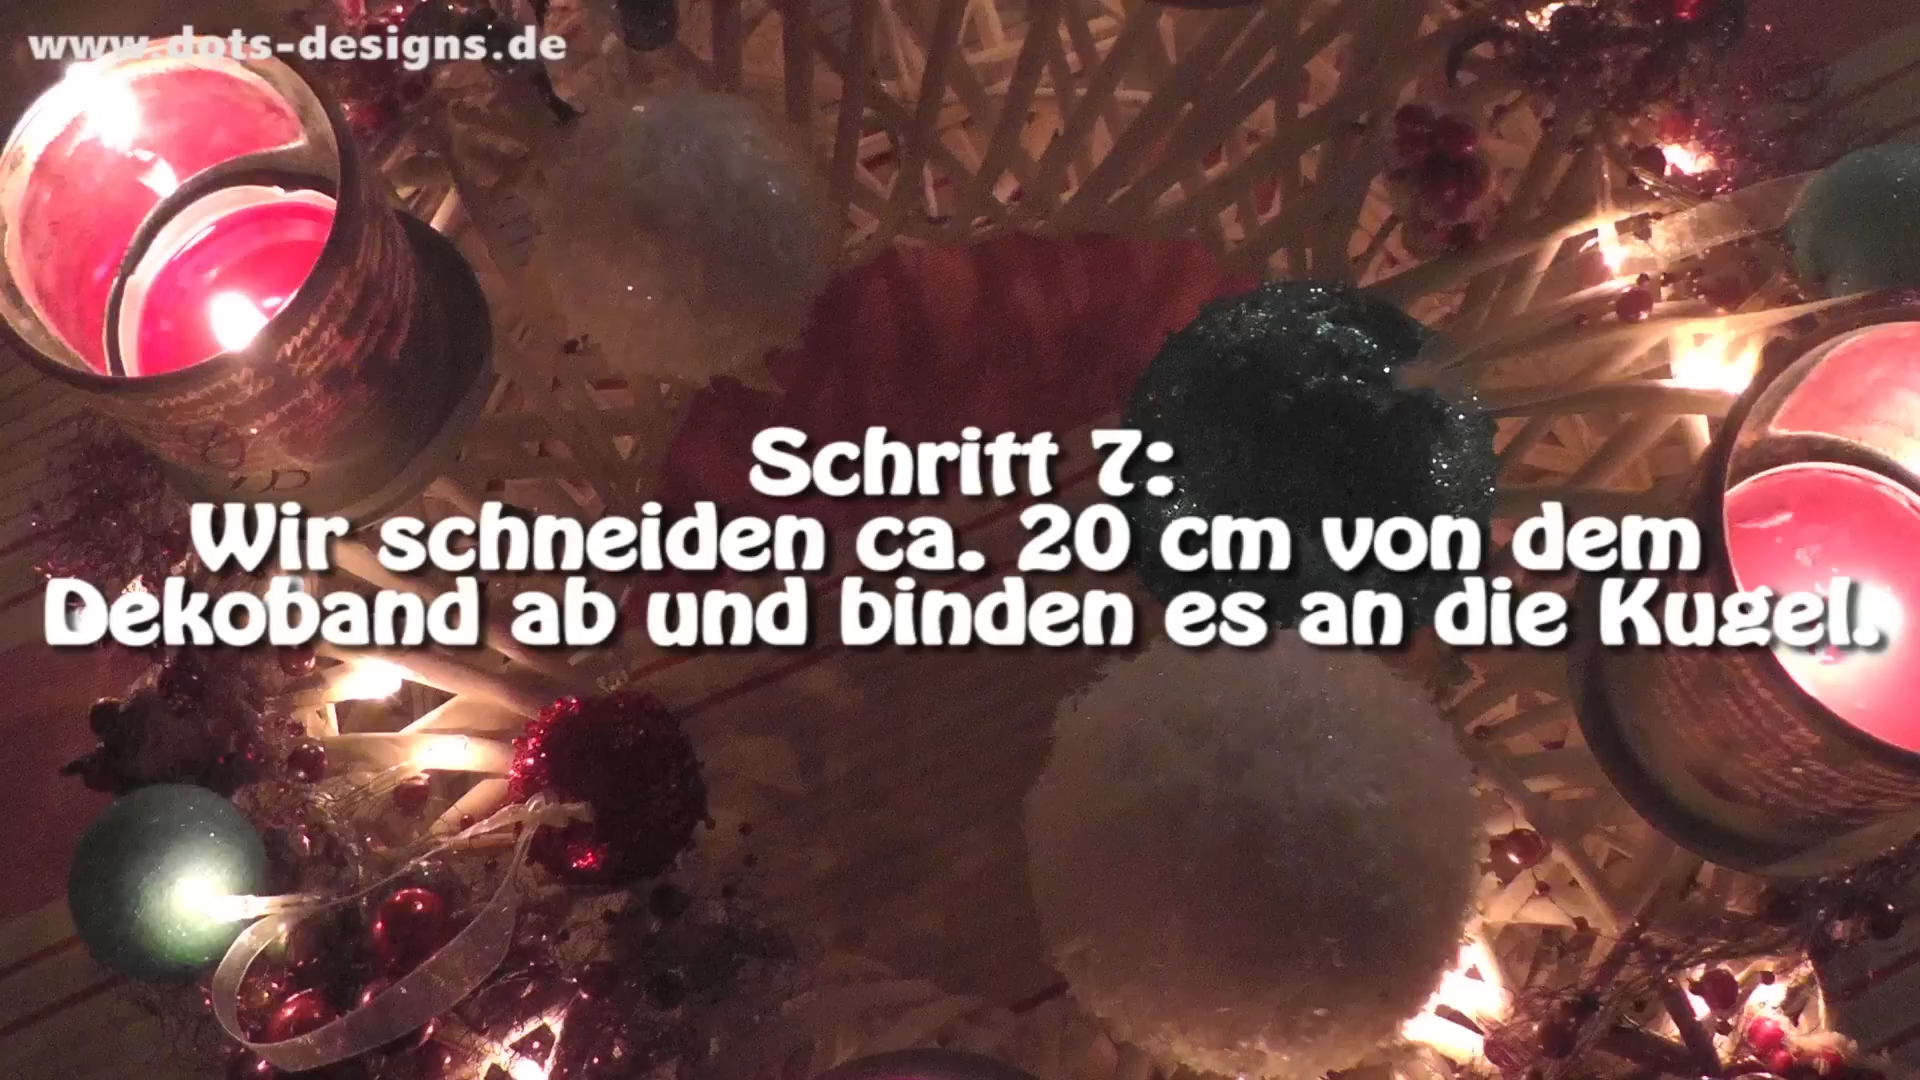 www.dots-designs.de
Schritt 7:
Wir schneiden ca. 20 cm von dem
Dekoband ab und binden es an die Kugel.